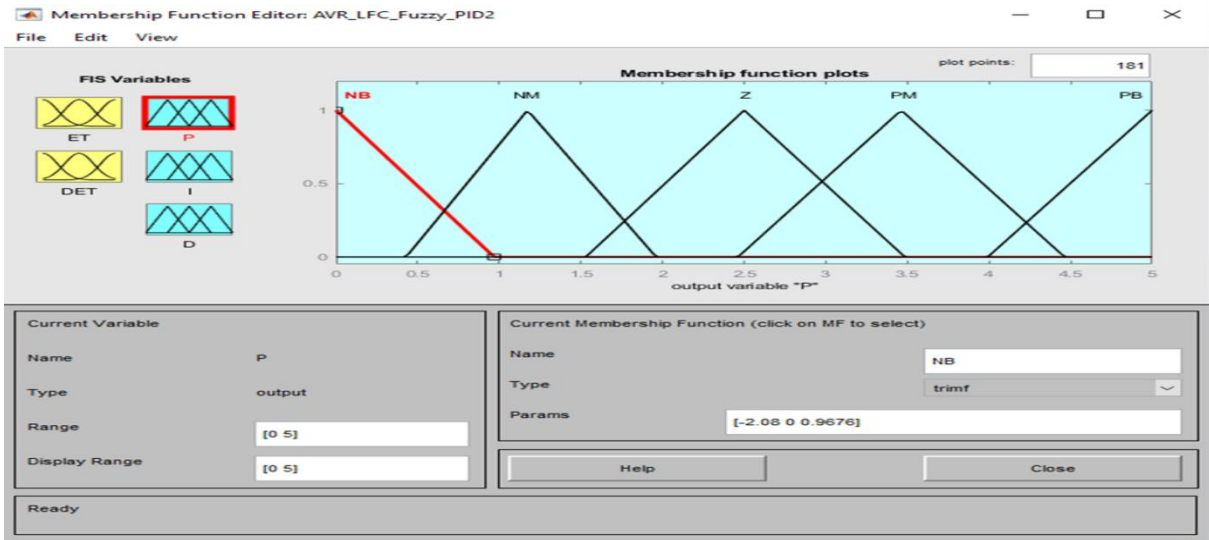 Membership Function Editor: AVR_LFC_Fuzzy_PID2
File Edit View
FIS Variables
ET
P
DET
I
D
Membership function plots
plot points:
181
NB NM Z PM PB
1
0.5
0
0 0.5 1 1.5 2 2.5 3 3.5 4 4.5 5
output variable "P"
Current Variable
Name P
Type output
Range [0 5]
Display Range [0 5]
Current Membership Function (click on MF to select)
Name NB
Type trimf
Params [-2.08 0 0.9676]
Help Close
Ready